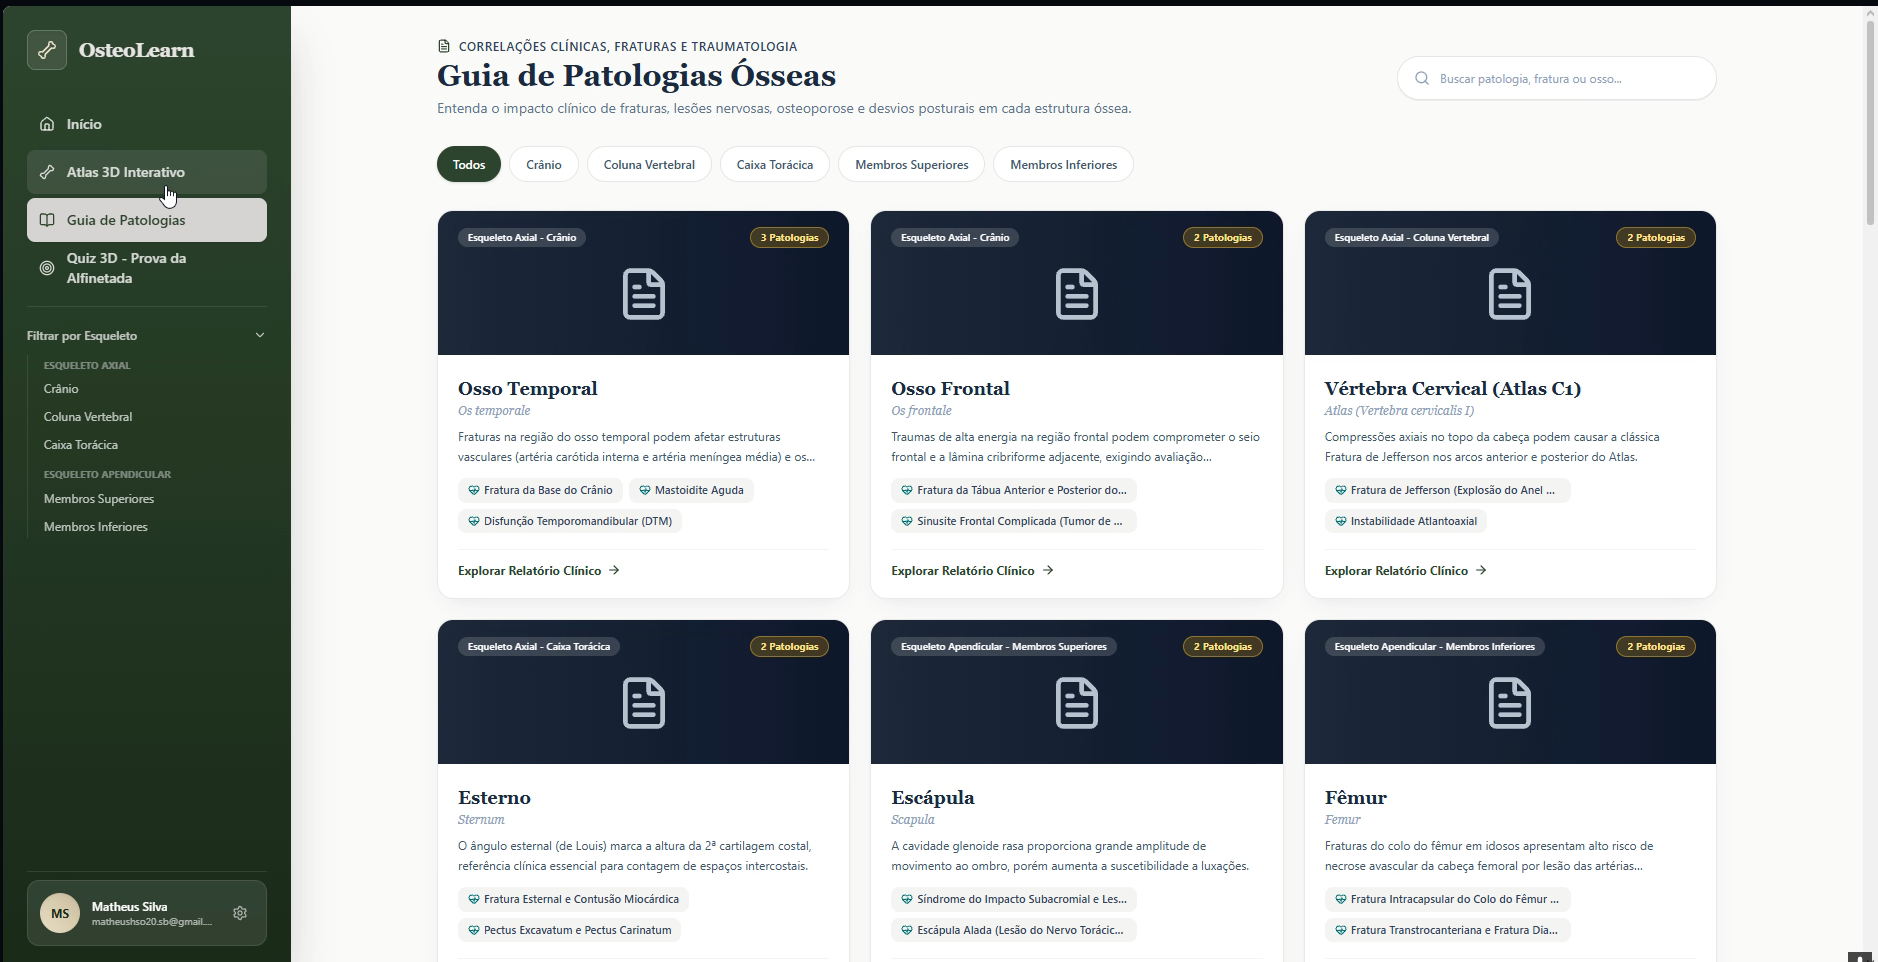 OsteoLearn
Início
Atlas 3D Interativo
Guia de Patologias
Quiz 3D - Prova da
Alfinetada
Filtrar por Esqueleto
ESQUELETO AXIAL
Crânio
Coluna Vertebral
Caixa Torácica
ESQUELETO APENDICULAR
Membros Superiores
Membros Inferiores
MS
Matheus Silva
matheushso20.sb@gmail....
CORRELAÇÕES CLÍNICAS, FRATURAS E TRAUMATOLOGIA
Guia de Patologias Ósseas
Entenda o impacto clínico de fraturas, lesões nervosas, osteoporose e desvios posturais em cada estrutura óssea.
Buscar patologia, fratura ou osso...
Todos
Crânio
Coluna Vertebral
Caixa Torácica
Membros Superiores
Membros Inferiores
Esqueleto Axial - Crânio
3 Patologias
Osso Temporal
Os temporale
Fraturas na região do osso temporal podem afetar estruturas
vasculares (artéria carótida interna e artéria meníngea média) e os...
Fratura da Base do Crânio
Mastoidite Aguda
Disfunção Temporomandibular (DTM)
Explorar Relatório Clínico
Esqueleto Axial - Crânio
2 Patologias
Osso Frontal
Os frontale
Traumas de alta energia na região frontal podem comprometer o seio
frontal e a lâmina cribriforme adjacente, exigindo avaliação...
Fratura da Tábua Anterior e Posterior do...
Sinusite Frontal Complicada (Tumor de ...
Explorar Relatório Clínico
Esqueleto Axial - Coluna Vertebral
2 Patologias
Vértebra Cervical (Atlas C1)
Atlas (Vertebra cervicalis I)
Compressões axiais no topo da cabeça podem causar a clássica
Fratura de Jefferson nos arcos anterior e posterior do Atlas.
Fratura de Jefferson (Explosão do Anel ...
Instabilidade Atlantoaxial
Explorar Relatório Clínico
Esqueleto Axial - Caixa Torácica
2 Patologias
Esterno
Sternum
O ângulo esternal (de Louis) marca a altura da 2ª cartilagem costal,
referência clínica essencial para contagem de espaços intercostais.
Fratura Esternal e Contusão Miocárdica
Pectus Excavatum e Pectus Carinatum
Esqueleto Apendicular - Membros Superiores
2 Patologias
Escápula
Scapula
A cavidade glenoide rasa proporciona grande amplitude de
movimento ao ombro, porém aumenta a suscetibilidade a luxações.
Síndrome do Impacto Subacromial e Les...
Escápula Alada (Lesão do Nervo Torácic...
Esqueleto Apendicular - Membros Inferiores
2 Patologias
Fêmur
Femur
Fraturas do colo do fêmur em idosos apresentam alto risco de
necrose avascular da cabeça femoral por lesão das artérias...
Fratura Intracapsular do Colo do Fêmur ...
Fratura Transtrocanteriana e Fratura Dia...